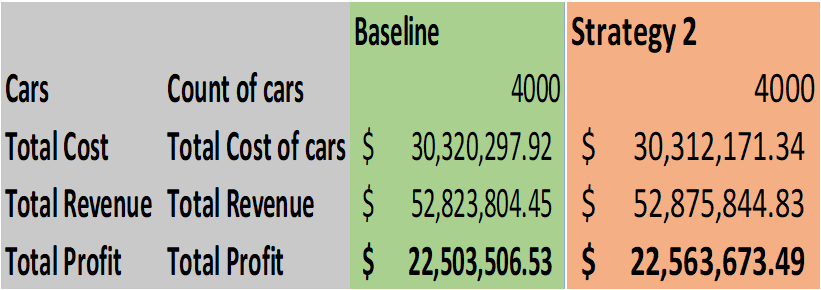 Baseline Strategy 2
Cars Count of cars 4000 4000
Total Cost Total Cost of cars $ 30,320,297.92 $ 30,312,171.34
Total Revenue Total Revenue $ 52,823,804.45 $ 52,875,844.83
Total Profit Total Profit $ 22,503,506.53 $ 22,563,673.49